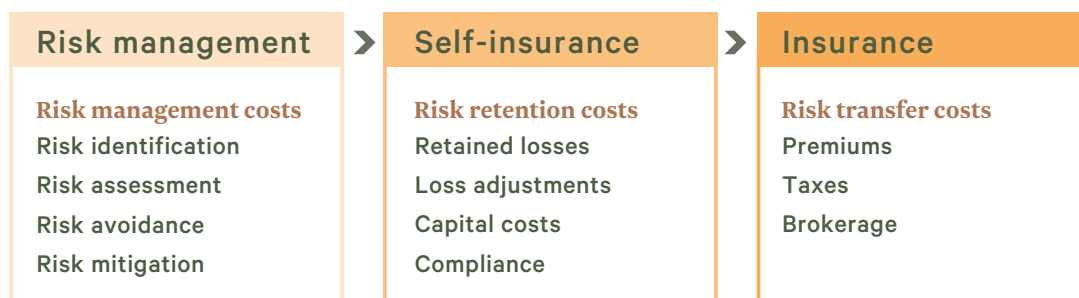 Risk management
Risk management costs
Risk identification
Risk assessment
Risk avoidance
Risk mitigation
Self-insurance
Risk retention costs
Retained losses
Loss adjustments
Capital costs
Compliance
Insurance
Risk transfer costs
Premiums
Taxes
Brokerage